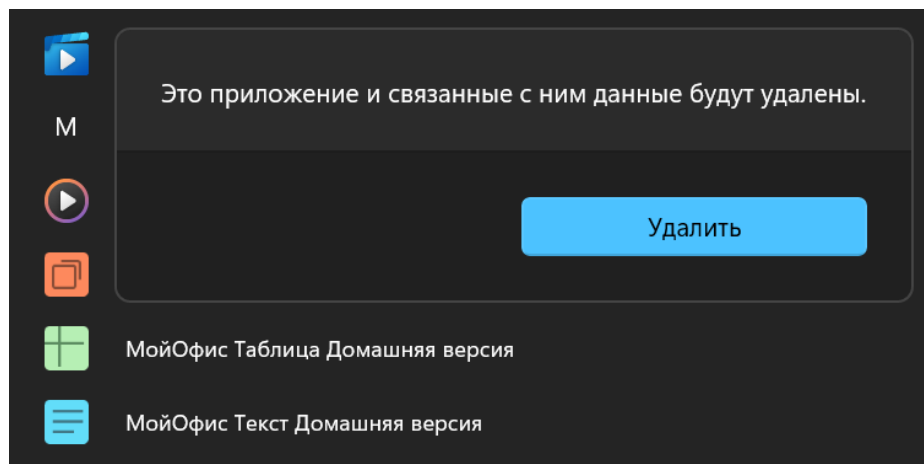 Это приложение и связанные с ним данные будут удалены.
М
Удалить
МойОфис Таблица Домашняя версия
МойОфис Текст Домашняя версия